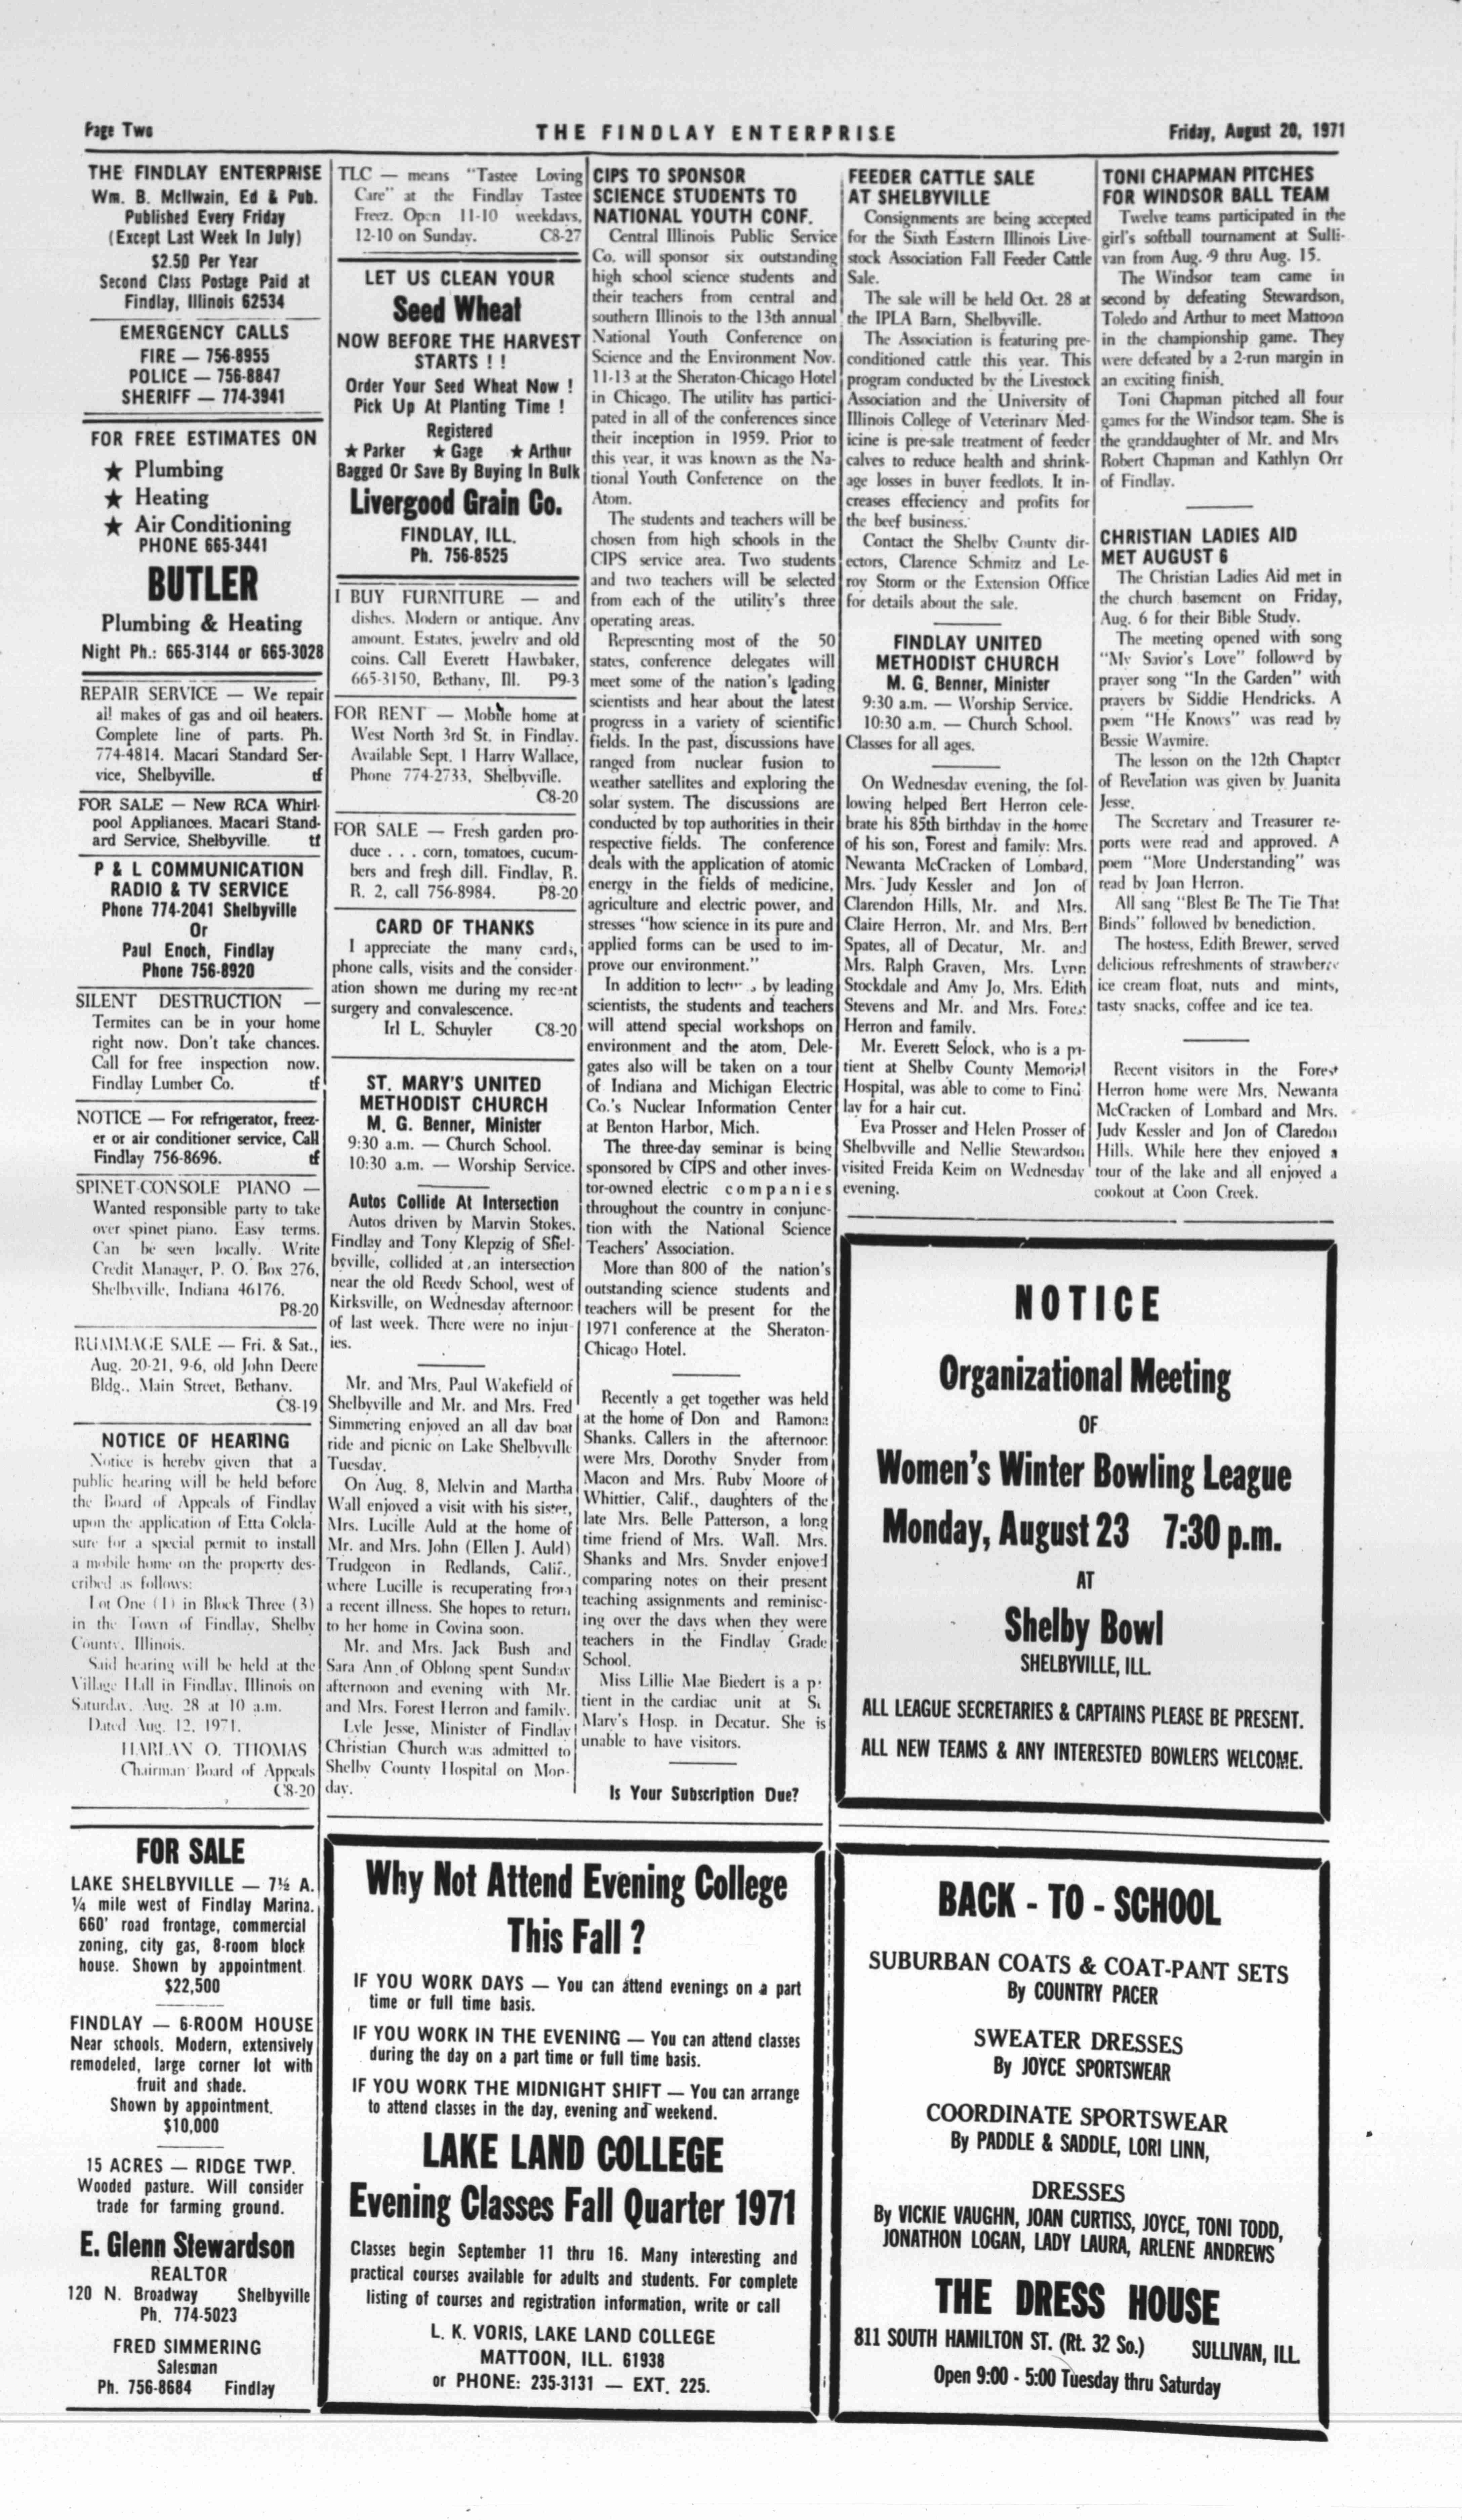 Page Two
THE FINDLAY ENTERPRISE
Friday, August 20, 1971
THE FINDLAY ENTERPRISE
Wm. B. McIlwain, Ed & Pub.
Published Every Friday
(Except Last Week In July)
$2.50 Per Year
Second Class Postage Paid at
Findlay, Illinois 62534
EMERGENCY CALLS
FIRE — 756-8955
POLICE — 756-8847
SHERIFF — 774-3941
FOR FREE ESTIMATES ON
★ Plumbing
★ Heating
★ Air Conditioning
PHONE 665-3441
BUTLER
Plumbing & Heating
Night Ph.: 665-3144 or 665-3028
REPAIR SERVICE — We repair
all makes of gas and oil heaters.
Complete line of parts. Ph.
774-4814. Macari Standard Ser-
vice, Shelbyville. tf
FOR SALE — New RCA Whirl-
pool Appliances. Macari Stand-
ard Service, Shelbyville. tf
P & L COMMUNICATION
RADIO & TV SERVICE
Phone 774-2041 Shelbyville
Or
Paul Enoch, Findlay
Phone 756-8920
SILENT DESTRUCTION —
Termites can be in your home
right now. Don't take chances.
Call for free inspection now.
Findlay Lumber Co. tf
NOTICE — For refrigerator, freez-
er or air conditioner service, Call
Findlay 756-8696. tf
SPINET-CONSOLE PIANO —
Wanted responsible party to take
over spinet piano. Easy terms.
Can be seen locally. Write
Credit Manager, P. O. Box 276,
Shelbyville, Indiana 46176.
P8-20
RUMMAGE SALE — Fri. & Sat.,
Aug. 20-21, 9-6, old John Deere
Bldg., Main Street, Bethany.
C8-19
NOTICE OF HEARING
Notice is hereby given that a
public hearing will be held before
the Board of Appeals of Findlay
upon the application of Etta Colcla-
sure for a special permit to install
a mobile home on the property des-
cribed as follows:
Lot One (1) in Block Three (3)
in the Town of Findlay, Shelby
County, Illinois.
Said hearing will be held at the
Village Hall in Findlay, Illinois on
Saturday, Aug. 28 at 10 a.m.
Dated Aug. 12, 1971.
HARLAN O. THOMAS
Chairman Board of Appeals
C8-20
FOR SALE
LAKE SHELBYVILLE — 7½ A.
¼ mile west of Findlay Marina.
660' road frontage, commercial
zoning, city gas, 8-room block
house. Shown by appointment.
$22,500
FINDLAY — 6-ROOM HOUSE
Near schools. Modern, extensively
remodeled, large corner lot with
fruit and shade.
Shown by appointment.
$10,000
15 ACRES — RIDGE TWP.
Wooded pasture. Will consider
trade for farming ground.
E. Glenn Stewardson
REALTOR
120 N. Broadway Shelbyville
Ph. 774-5023
FRED SIMMERING
Salesman
Ph. 756-8684 Findlay
TLC — means "Tastee Loving
Care" at the Findlay Tastee
Freez. Open 11-10 weekdays,
12-10 on Sunday. C8-27
LET US CLEAN YOUR
Seed Wheat
NOW BEFORE THE HARVEST
STARTS ! !
Order Your Seed Wheat Now !
Pick Up At Planting Time !
Registered
★ Parker ★ Gage ★ Arthur
Bagged Or Save By Buying In Bulk
Livergood Grain Co.
FINDLAY, ILL.
Ph. 756-8525
I BUY FURNITURE — and
dishes. Modern or antique. Any
amount. Estates, jewelry and old
coins. Call Everett Hawbaker,
665-3150, Bethany, Ill. P9-3
FOR RENT — Mobile home at
West North 3rd St. in Findlay.
Available Sept. 1 Harry Wallace,
Phone 774-2733, Shelbyville.
C8-20
FOR SALE — Fresh garden pro-
duce . . . corn, tomatoes, cucum-
bers and fresh dill. Findlay, R.
R. 2, call 756-8984. P8-20
CARD OF THANKS
I appreciate the many cards,
phone calls, visits and the consider-
ation shown me during my recent
surgery and convalescence.
Irl L. Schuyler C8-20
ST. MARY'S UNITED
METHODIST CHURCH
M. G. Benner, Minister
9:30 a.m. — Church School.
10:30 a.m. — Worship Service.
Autos Collide At Intersection
Autos driven by Marvin Stokes,
Findlay and Tony Klepzig of Shel-
byville, collided at an intersection
near the old Reedy School, west of
Kirksville, on Wednesday afternoon
of last week. There were no injur-
ies.
Mr. and Mrs. Paul Wakefield of
Shelbyville and Mr. and Mrs. Fred
Simmering enjoyed an all day boat
ride and picnic on Lake Shelbyville
Tuesday.
On Aug. 8, Melvin and Martha
Wall enjoyed a visit with his sister,
Mrs. Lucille Auld at the home of
Mr. and Mrs. John (Ellen J. Auld)
Trudgeon in Redlands, Calif.,
where Lucille is recuperating from
a recent illness. She hopes to return
to her home in Covina soon.
Mr. and Mrs. Jack Bush and
Sara Ann of Oblong spent Sunday
afternoon and evening with Mr.
and Mrs. Forest Herron and family.
Lyle Jesse, Minister of Findlay
Christian Church was admitted to
Shelby County Hospital on Mon-
day.
CIPS TO SPONSOR
SCIENCE STUDENTS TO
NATIONAL YOUTH CONF.
Central Illinois Public Service
Co. will sponsor six outstanding
high school science students and
their teachers from central and
southern Illinois to the 13th annual
National Youth Conference on
Science and the Environment Nov.
11-13 at the Sheraton-Chicago Hotel
in Chicago. The utility has partici-
pated in all of the conferences since
their inception in 1959. Prior to
this year, it was known as the Na-
tional Youth Conference on the
Atom.
The students and teachers will be
chosen from high schools in the
CIPS service area. Two students
and two teachers will be selected
from each of the utility's three
operating areas.
Representing most of the 50
states, conference delegates will
meet some of the nation's leading
scientists and hear about the latest
progress in a variety of scientific
fields. In the past, discussions have
ranged from nuclear fusion to
weather satellites and exploring the
solar system. The discussions are
conducted by top authorities in their
respective fields. The conference
deals with the application of atomic
energy in the fields of medicine,
agriculture and electric power, and
stresses "how science in its pure and
applied forms can be used to im-
prove our environment."
In addition to by leading
scientists, the students and teachers
will attend special workshops on
environment and the atom. Dele-
gates also will be taken on a tour
of Indiana and Michigan Electric
Co.'s Nuclear Information Center
at Benton Harbor, Mich.
The three-day seminar is being
sponsored by CIPS and other inves-
tor-owned electric companies
throughout the country in conjunc-
tion with the National Science
Teachers' Association.
More than 800 of the nation's
outstanding science students and
teachers will be present for the
1971 conference at the Sheraton-
Chicago Hotel.
Recently a get together was held
at the home of Don and Ramona
Shanks. Callers in the afternoon
were Mrs. Dorothy Snyder from
Macon and Mrs. Ruby Moore of
Whittier, Calif., daughters of the
late Mrs. Belle Patterson, a long
time friend of Mrs. Wall. Mrs.
Shanks and Mrs. Snyder enjoyed
comparing notes on their present
teaching assignments and reminisc-
ing over the days when they were
teachers in the Findlay Grade
School.
Miss Lillie Mae Biedert is a p
tient in the cardiac unit at St
Mary's Hosp. in Decatur. She is
unable to have visitors.
Is Your Subscription Due?
FEEDER CATTLE SALE
AT SHELBYVILLE
Consignments are being accepted
for the Sixth Eastern Illinois Live-
stock Association Fall Feeder Cattle
Sale.
The sale will be held Oct. 28 at
the IPLA Barn, Shelbyville.
The Association is featuring pre-
conditioned cattle this year. This
program conducted by the Livestock
Association and the University of
Illinois College of Veterinary Med-
icine is pre-sale treatment of feeder
calves to reduce health and shrink-
age losses in buyer feedlots. It in-
creases effeciency and profits for
the beef business.
Contact the Shelby County dir-
ectors, Clarence Schmitz and Le-
roy Storm or the Extension Office
for details about the sale.
FINDLAY UNITED
METHODIST CHURCH
M. G. Benner, Minister
9:30 a.m. — Worship Service.
10:30 a.m. — Church School.
Classes for all ages.
On Wednesday evening, the fol-
lowing helped Bert Herron cele-
brate his 85th birthday in the home
of his son, Forest and family: Mrs.
Newanta McCracken of Lombard,
Mrs. Judy Kessler and Jon of
Clarendon Hills, Mr. and Mrs.
Claire Herron, Mr. and Mrs. Bert
Spates, all of Decatur, Mr. and
Mrs. Ralph Graven, Mrs. Lynn
Stockdale and Amy Jo, Mrs. Edith
Stevens and Mr. and Mrs. Forest
Herron and family.
Mr. Everett Selock, who is a pa-
tient at Shelby County Memorial
Hospital, was able to come to Find
lay for a hair cut.
Eva Prosser and Helen Prosser of
Shelbyville and Nellie Stewardson
visited Freida Keim on Wednesday
evening.
TONI CHAPMAN PITCHES
FOR WINDSOR BALL TEAM
Twelve teams participated in the
girl's softball tournament at Sulli-
van from Aug. 9 thru Aug. 15.
The Windsor team came in
second by defeating Stewardson,
Toledo and Arthur to meet Mattoon
in the championship game. They
were defeated by a 2-run margin in
an exciting finish.
Toni Chapman pitched all four
games for the Windsor team. She is
the granddaughter of Mr. and Mrs
Robert Chapman and Kathlyn Orr
of Findlay.
CHRISTIAN LADIES AID
MET AUGUST 6
The Christian Ladies Aid met in
the church basement on Friday,
Aug. 6 for their Bible Study.
The meeting opened with song
"My Savior's Love" followed by
prayer song "In the Garden" with
prayers by Siddie Hendricks. A
poem "He Knows" was read by
Bessie Waymire.
The lesson on the 12th Chapter
of Revelation was given by Juanita
Jesse.
The Secretary and Treasurer re-
ports were read and approved. A
poem "More Understanding" was
read by Joan Herron.
All sang "Blest Be The Tie That
Binds" followed by benediction.
The hostess, Edith Brewer, served
delicious refreshments of strawberry
ice cream float, nuts and mints,
tasty snacks, coffee and ice tea.
Recent visitors in the Forest
Herron home were Mrs. Newanta
McCracken of Lombard and Mrs.
Judy Kessler and Jon of Claredon
Hills. While here they enjoyed a
tour of the lake and all enjoyed a
cookout at Coon Creek.
NOTICE
Organizational Meeting
OF
Women's Winter Bowling League
Monday, August 23 7:30 p.m.
AT
Shelby Bowl
SHELBYVILLE, ILL.
ALL LEAGUE SECRETARIES & CAPTAINS PLEASE BE PRESENT.
ALL NEW TEAMS & ANY INTERESTED BOWLERS WELCOME.
Why Not Attend Evening College
This Fall ?
IF YOU WORK DAYS — You can attend evenings on a part
time or full time basis.
IF YOU WORK IN THE EVENING — You can attend classes
during the day on a part time or full time basis.
IF YOU WORK THE MIDNIGHT SHIFT — You can arrange
to attend classes in the day, evening and weekend.
LAKE LAND COLLEGE
Evening Classes Fall Quarter 1971
Classes begin September 11 thru 16. Many interesting and
practical courses available for adults and students. For complete
listing of courses and registration information, write or call
L. K. VORIS, LAKE LAND COLLEGE
MATTOON, ILL. 61938
or PHONE: 235-3131 — EXT. 225.
BACK - TO - SCHOOL
SUBURBAN COATS & COAT-PANT SETS
By COUNTRY PACER
SWEATER DRESSES
By JOYCE SPORTSWEAR
COORDINATE SPORTSWEAR
By PADDLE & SADDLE, LORI LINN,
DRESSES
By VICKIE VAUGHN, JOAN CURTISS, JOYCE, TONI TODD,
JONATHON LOGAN, LADY LAURA, ARLENE ANDREWS
THE DRESS HOUSE
811 SOUTH HAMILTON ST. (Rt. 32 So.) SULLIVAN, ILL.
Open 9:00 - 5:00 Tuesday thru Saturday